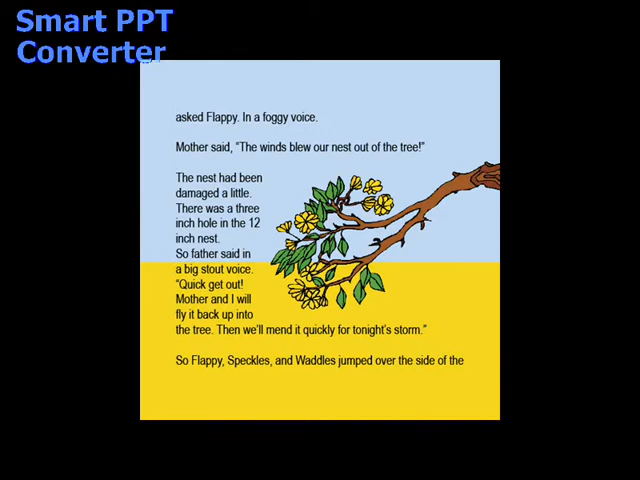 Smart PPT
Converter
asked Flappy. In a foggy voice.
Mother said, “The winds blew our nest out of the tree!”
The nest had been
damaged a little.
There was a three
inch hole in the 12
inch nest.
So father said in
a big stout voice.
“Quick get out!
Mother and I will
fly it back up into
the tree. Then we’ll mend it quickly for tonight’s storm.”
So Flappy, Speckles, and Waddles jumped over the side of the